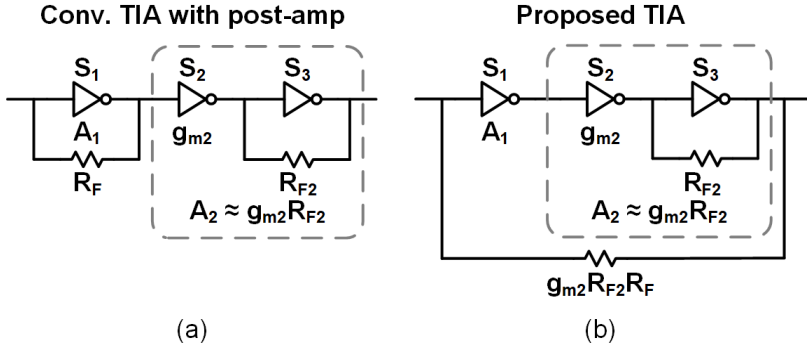 Conv. TIA with post-amp
S1
S2
S3
A1
gm2
RF
RF2
A2 ≈ gm2RF2
(a)
Proposed TIA
S1
S2
S3
A1
gm2
RF2
A2 ≈ gm2RF2
gm2RF2RF
(b)